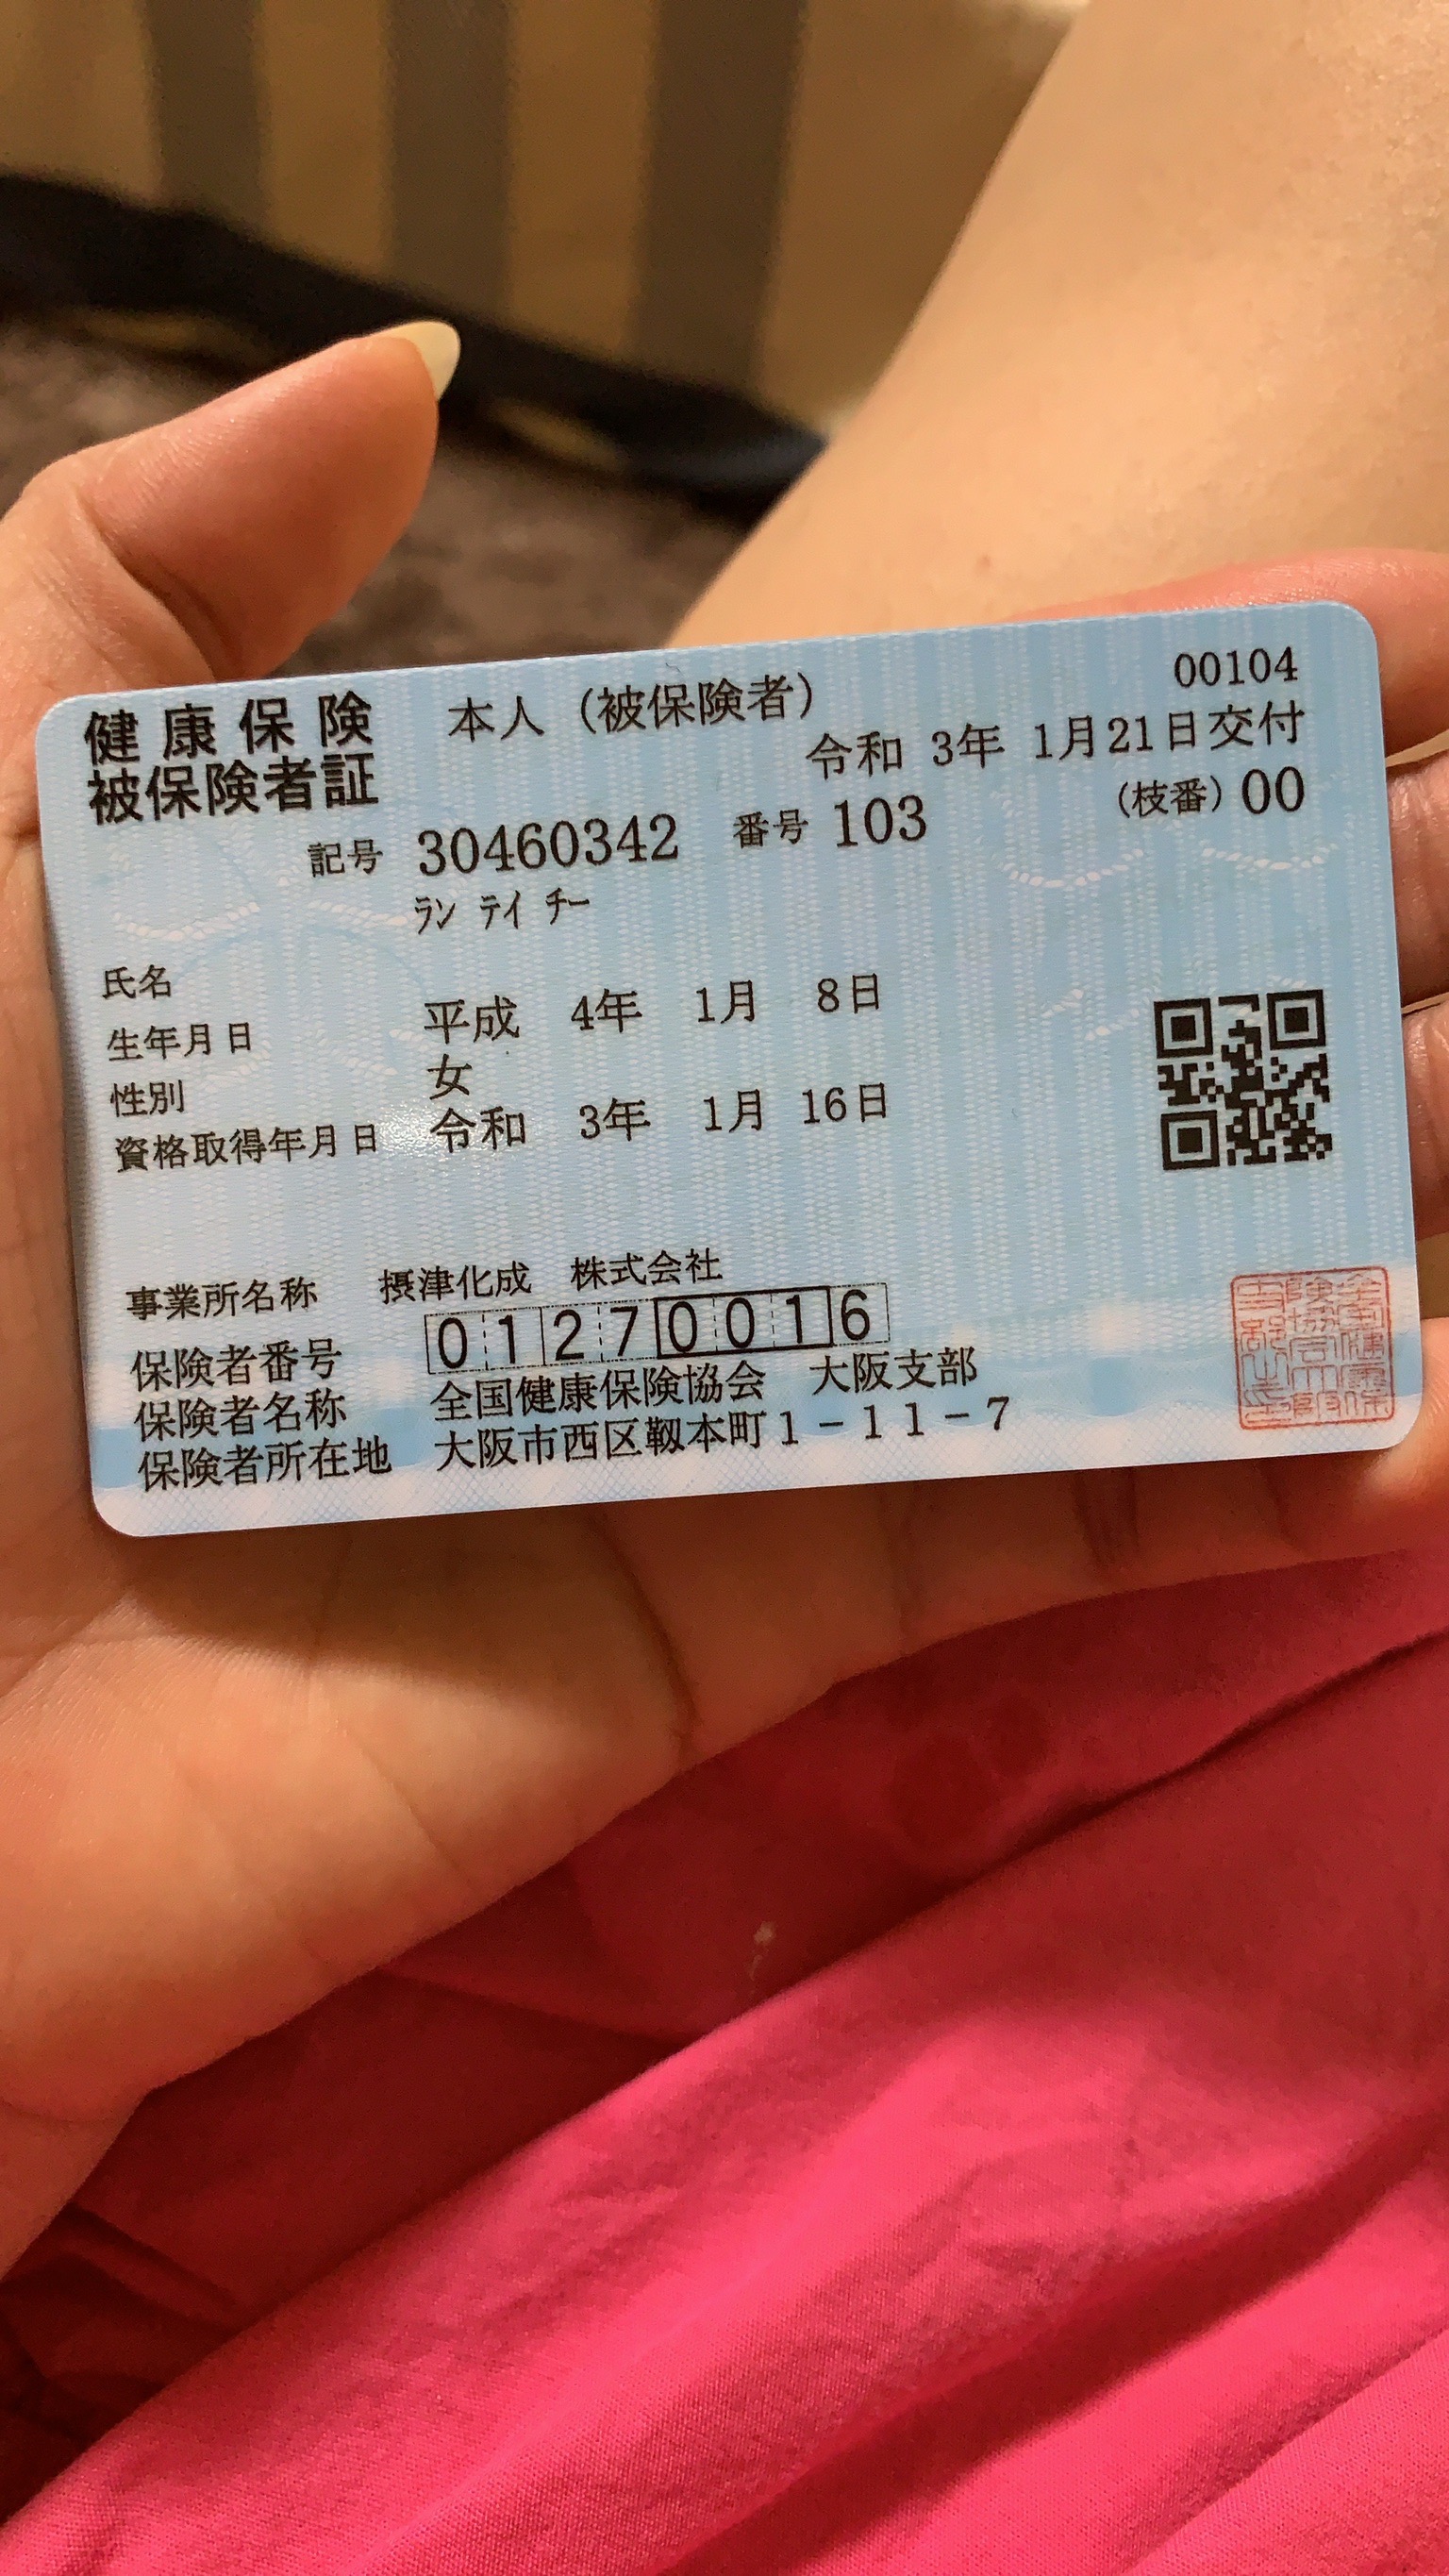 00104
健康保険 本人（被保険者）
被保険者証 令和 3年 1月21日交付
記号 30460342 番号 103 （枝番）00
ﾗﾝ ﾃｲ ﾁｰ
氏名
生年月日 平成 4年 1月 8日
性別 女
資格取得年月日 令和 3年 1月 16日
事業所名称 摂津化成 株式会社
保険者番号 01270016
保険者名称 全国健康保険協会 大阪支部
保険者所在地 大阪市西区靱本町1－11－7